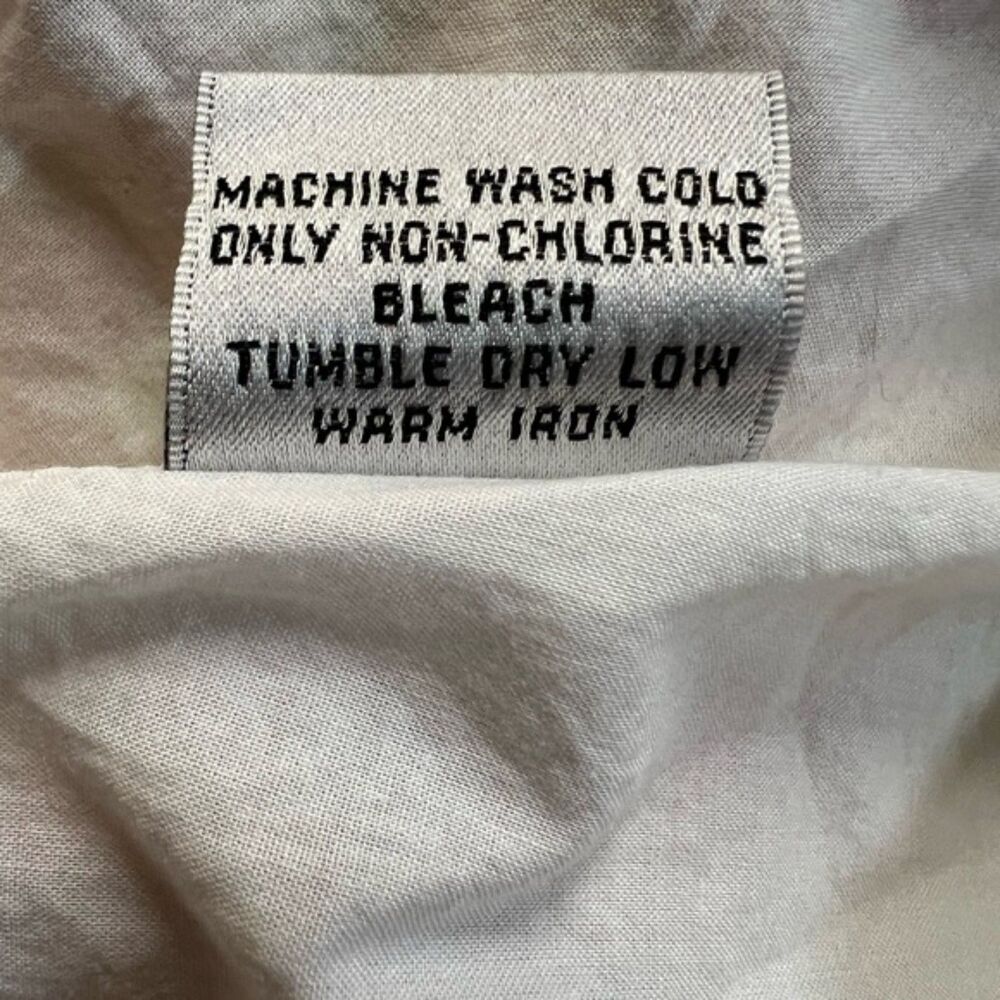 MACHINE WASH COLD
ONLY NON-CHLORINE
BLEACH
TUMBLE DRY LOW
WARM IRON